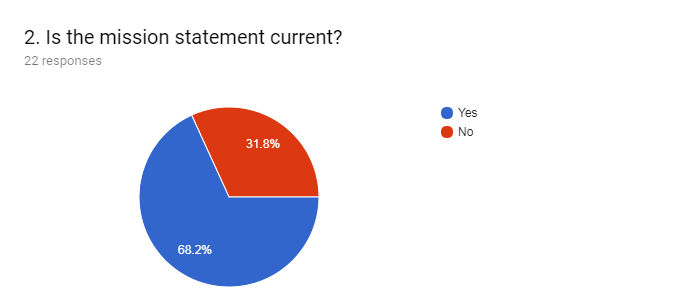 2. Is the mission statement current?
22 responses
Yes
No
31.8%
68.2%